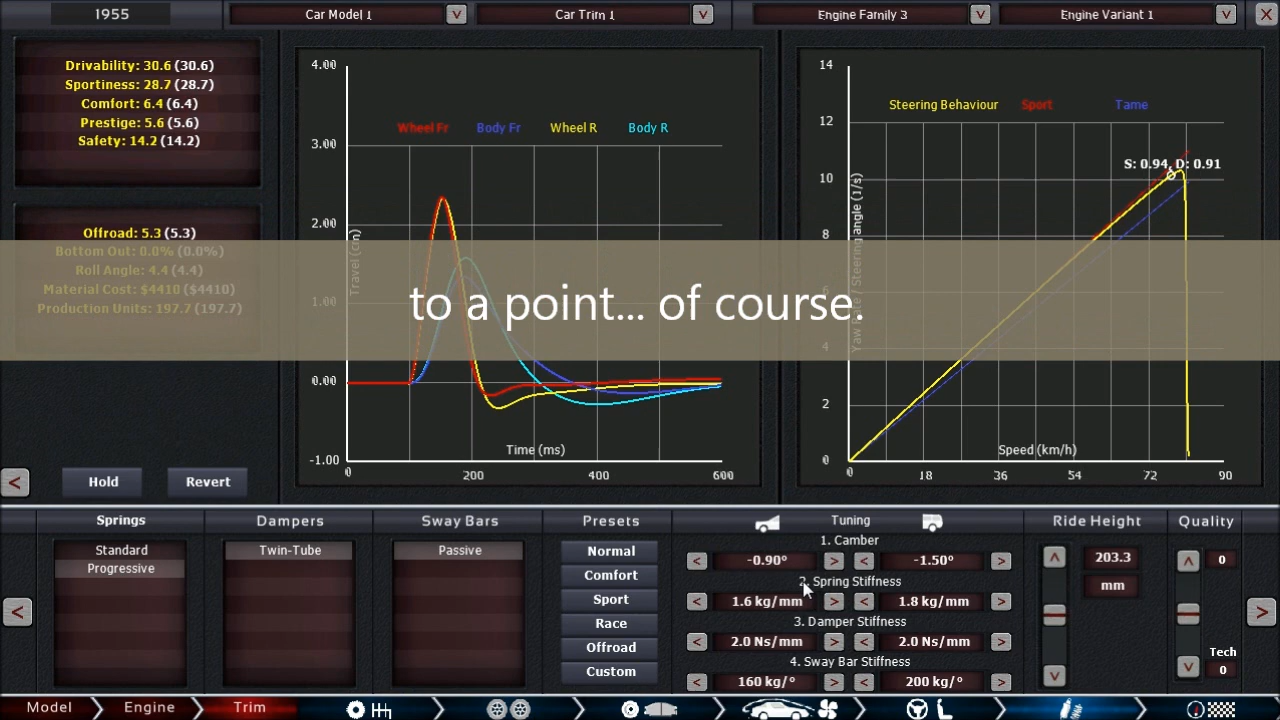 1955
Car Model 1
Car Trim 1
Engine Family 3
Engine Variant 1
Drivability: 30.6 (30.6)
Sportiness: 28.7 (28.7)
Comfort: 6.4 (6.4)
Prestige: 5.6 (5.6)
Safety: 14.2 (14.2)
Offroad: 5.3 (5.3)
Bottom Out: 0.0% (0.0%)
Roll Angle: 4.4 (4.4)
Material Cost: $4410 ($4410)
Production Units: 197.7 (197.7)
Hold
Revert
4.00
3.00
2.00
1.00
0.00
-1.00
Travel (cm)
Wheel Fr
Body Fr
Wheel R
Body R
Time (ms)
0
200
400
600
14
12
10
8
6
4
2
0
Yaw Rate / Steering angle (1/s)
Steering Behaviour
Sport
Tame
S: 0.94, D: 0.91
Speed (km/h)
0
18
36
54
72
90
to a point... of course.
Springs
Standard
Progressive
Dampers
Twin-Tube
Sway Bars
Passive
Presets
Normal
Comfort
Sport
Race
Offroad
Custom
Tuning
1. Camber
-0.90°
-1.50°
2. Spring Stiffness
1.6 kg/mm
1.8 kg/mm
3. Damper Stiffness
2.0 Ns/mm
2.0 Ns/mm
4. Sway Bar Stiffness
160 kg/°
200 kg/°
Ride Height
203.3
mm
Quality
0
Tech
0
Model
Engine
Trim